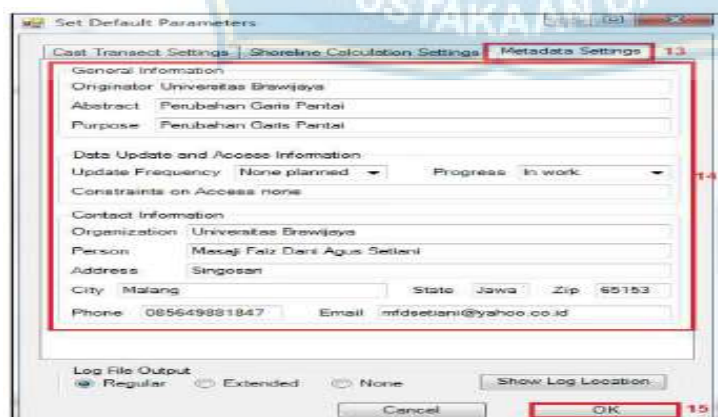 USTAKAAN
Set Default Parameters
Cast Transect Settings Shoreline Calculation Settings Metadata Settings 13
General Information
Originator Universitas Brawijaya
Abstract Perubahan Garis Pantai
Purpose Perubahan Garis Pantai
Data Update and Access Information
Update Frequency None planned Progress In work
14
Constraints on Access none
Contact Information
Organization Universitas Brawijaya
Person Masaji Faiz Dani Agus Setiani
Address Singosari
City Malang State Jawa Zip 65153
Phone 085649881847 Email mfdsetiani@yahoo.co.id
Log File Output
Regular Extended None Show Log Location
Cancel OK 15